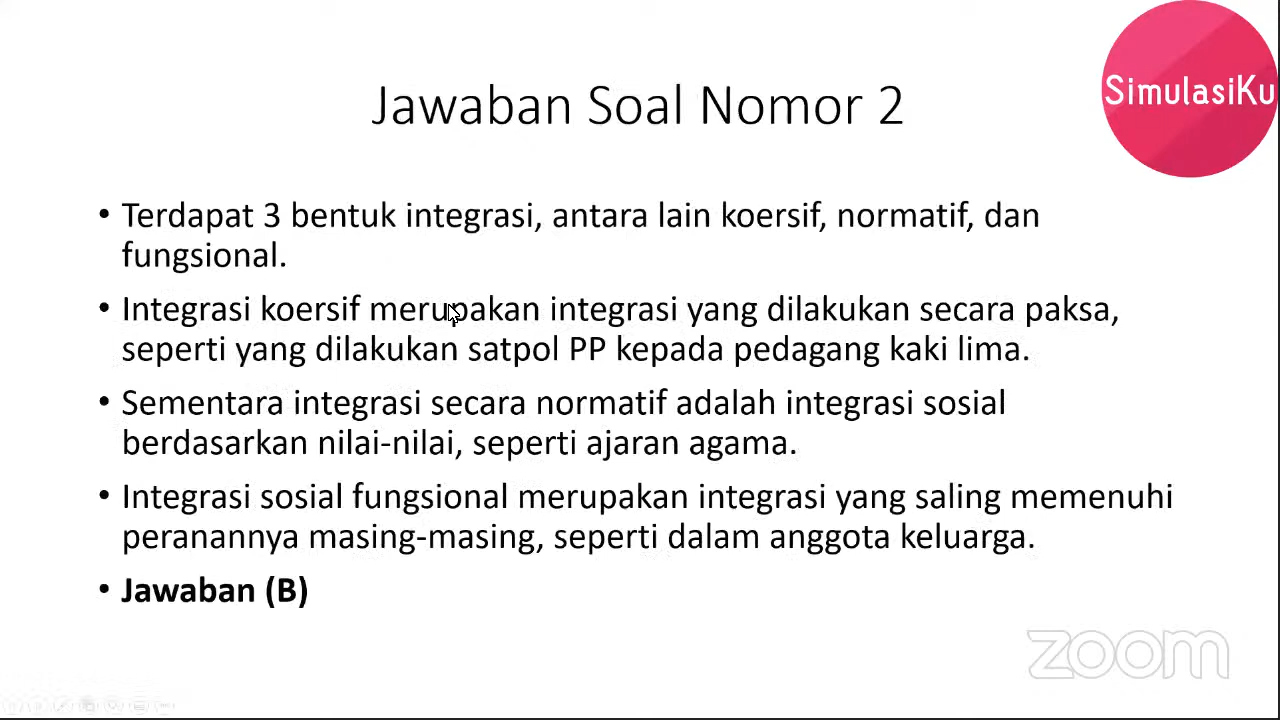 SimulasiKu
Jawaban Soal Nomor 2
• Terdapat 3 bentuk integrasi, antara lain koersif, normatif, dan
fungsional.
• Integrasi koersif merupakan integrasi yang dilakukan secara paksa,
seperti yang dilakukan satpol PP kepada pedagang kaki lima.
• Sementara integrasi secara normatif adalah integrasi sosial
berdasarkan nilai-nilai, seperti ajaran agama.
• Integrasi sosial fungsional merupakan integrasi yang saling memenuhi
peranannya masing-masing, seperti dalam anggota keluarga.
• Jawaban (B)
zoom